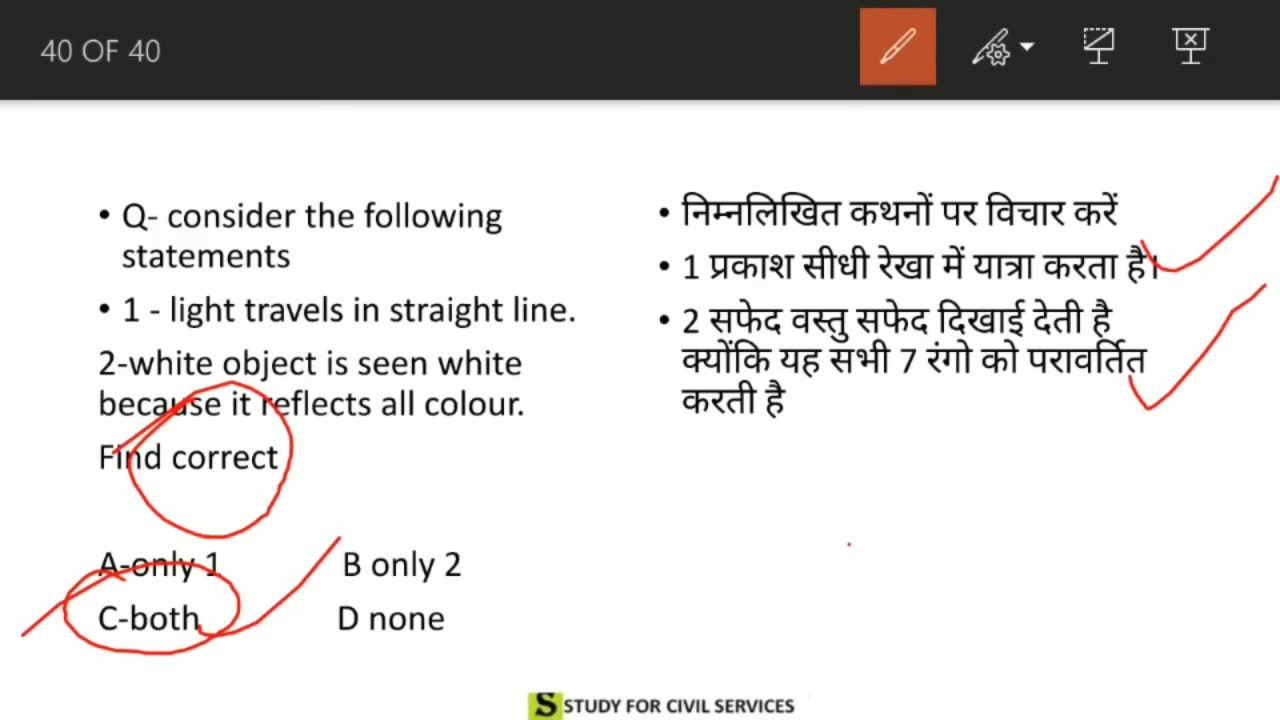 40 OF 40
• Q- consider the following
statements
• 1 - light travels in straight line.
2-white object is seen white
because it reflects all colour.
Find correct
A-only 1 B only 2
C-both D none
• निम्नलिखित कथनों पर विचार करें
• 1 प्रकाश सीधी रेखा में यात्रा करता है।
• 2 सफेद वस्तु सफेद दिखाई देती है
क्योंकि यह सभी 7 रंगो को परावर्तित
करती है
S STUDY FOR CIVIL SERVICES